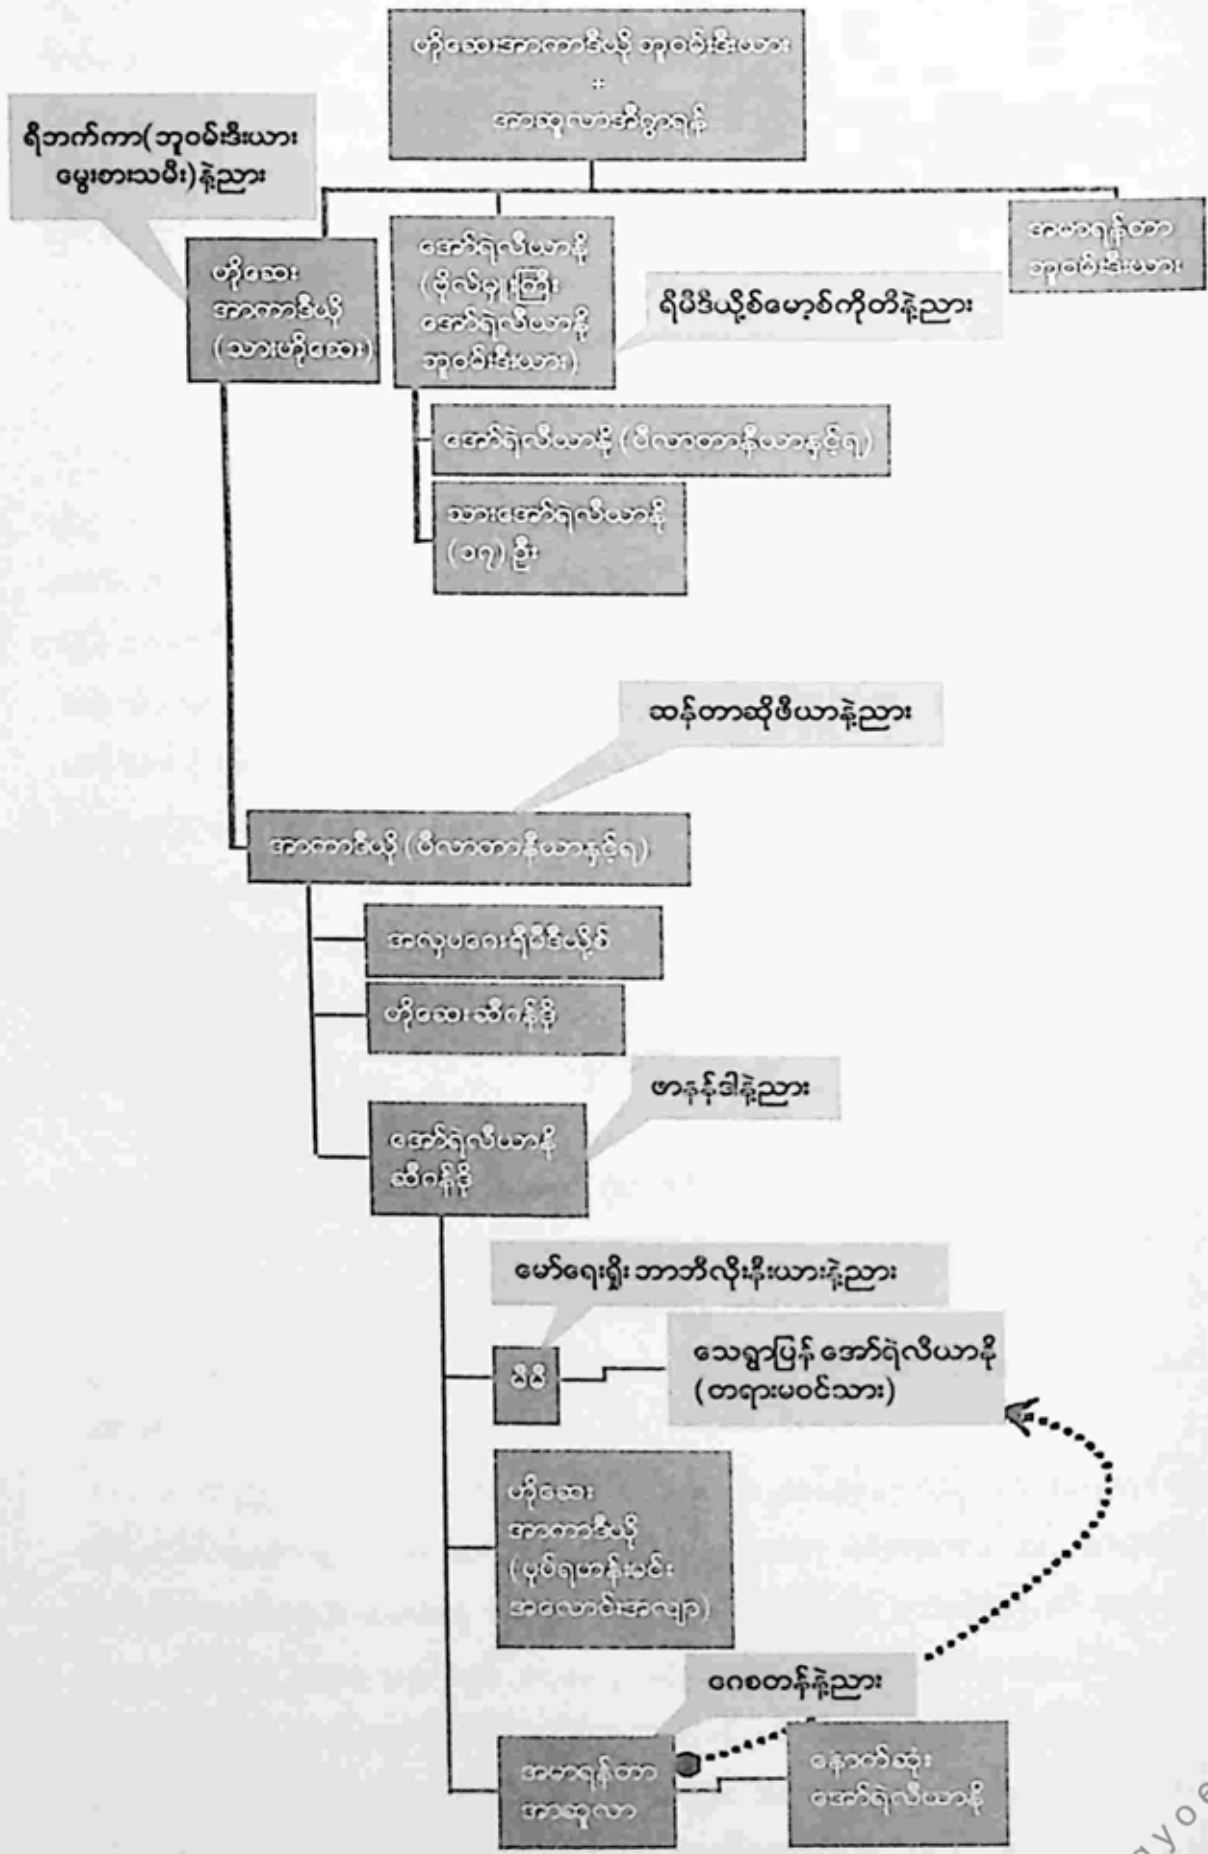 ဟိုဆေးအာကာဒီယို ဘူဝမ်းဒီးယား
+
အာဆူလာအီဂွာရန်
ရီဘက်ကာ(ဘူဝမ်းဒီးယား
မွေးစားသမီး)နဲ့ညား
ဟိုဆေး
အာကာဒီယို
(သားဟိုဆေး)
အော်ရဲလီယာနို
(ဗိုလ်မှူးကြီး
အော်ရဲလီယာနို
ဘူဝမ်းဒီးယား)
အမာရန်တာ
ဘူဝမ်းဒီးယား
ရီမီဒီယို့စ်မော့စ်ကိုတီနဲ့ညား
အော်ရဲလီယာနို (ပီလာတာနီယာနှင့်ရ)
သားအော်ရဲလီယာနို
(၁၇) ဦး
ဆန်တာဆိုဖီယာနဲ့ညား
အာကာဒီယို (ပီလာတာနီယာနှင့်ရ)
အလှပဂေးရီမီဒီယို့စ်
ဟိုဆေးဆီဂန်ဒို
ဖာနန်ဒါနဲ့ညား
အော်ရဲလီယာနို
ဆီဂန်ဒို
မော်ရေးရှိုး ဘာဘီလိုးနီးယားနဲ့ညား
မီမီ
သေရွာပြန် အော်ရဲလီယာနို
(တရားမဝင်သား)
ဟိုဆေး
အာကာဒီယို
(ပုပ်ရဟန်းမင်း
အလောင်းအလျာ)
ဂေစတန်နဲ့ညား
အမာရန်တာ
အာဆူလာ
နောက်ဆုံး
အော်ရဲလီယာနို